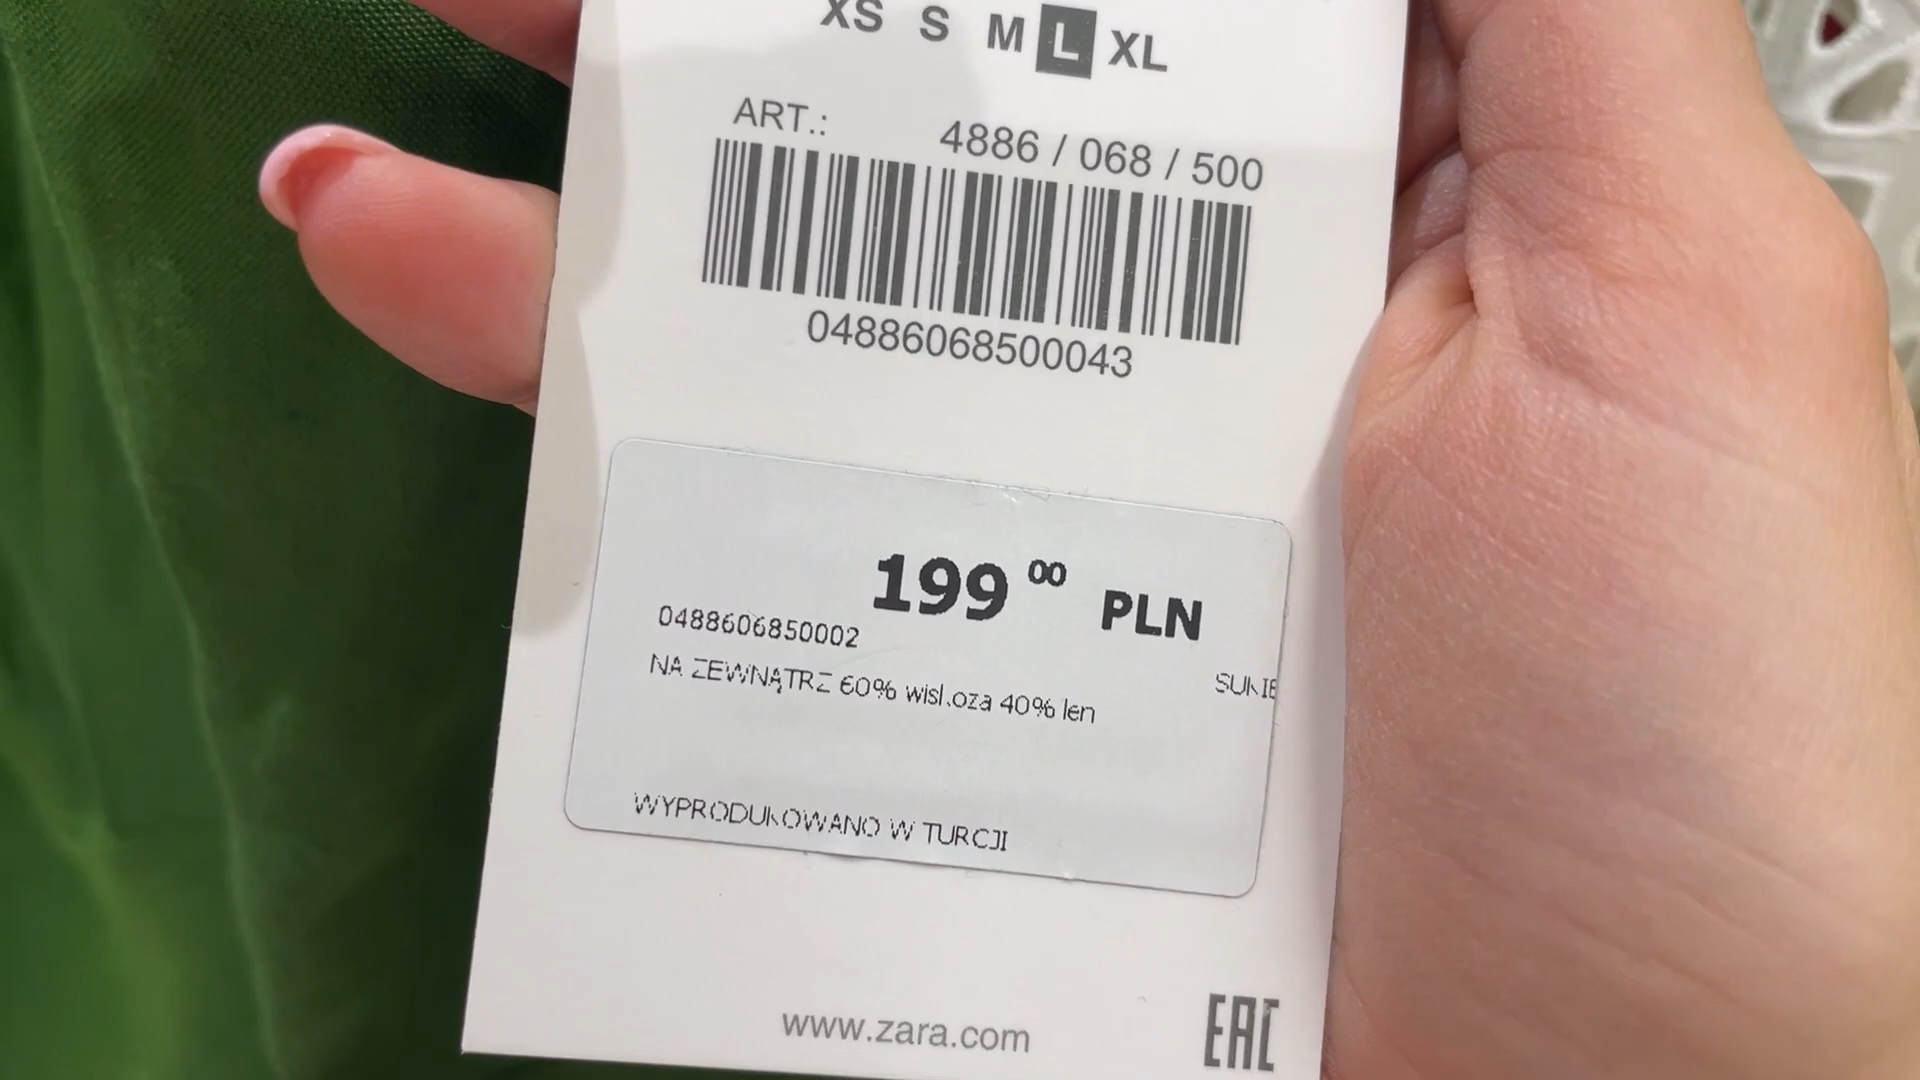 XS S M L XL
ART.: 4886 / 068 / 500
04886068500043
199 00 PLN
0488606850002
NA ZEWNĄTRZ 60% wiskoza 40% len
SUKIE
WYPRODUKOWANO W TURCJI
www.zara.com
EAC